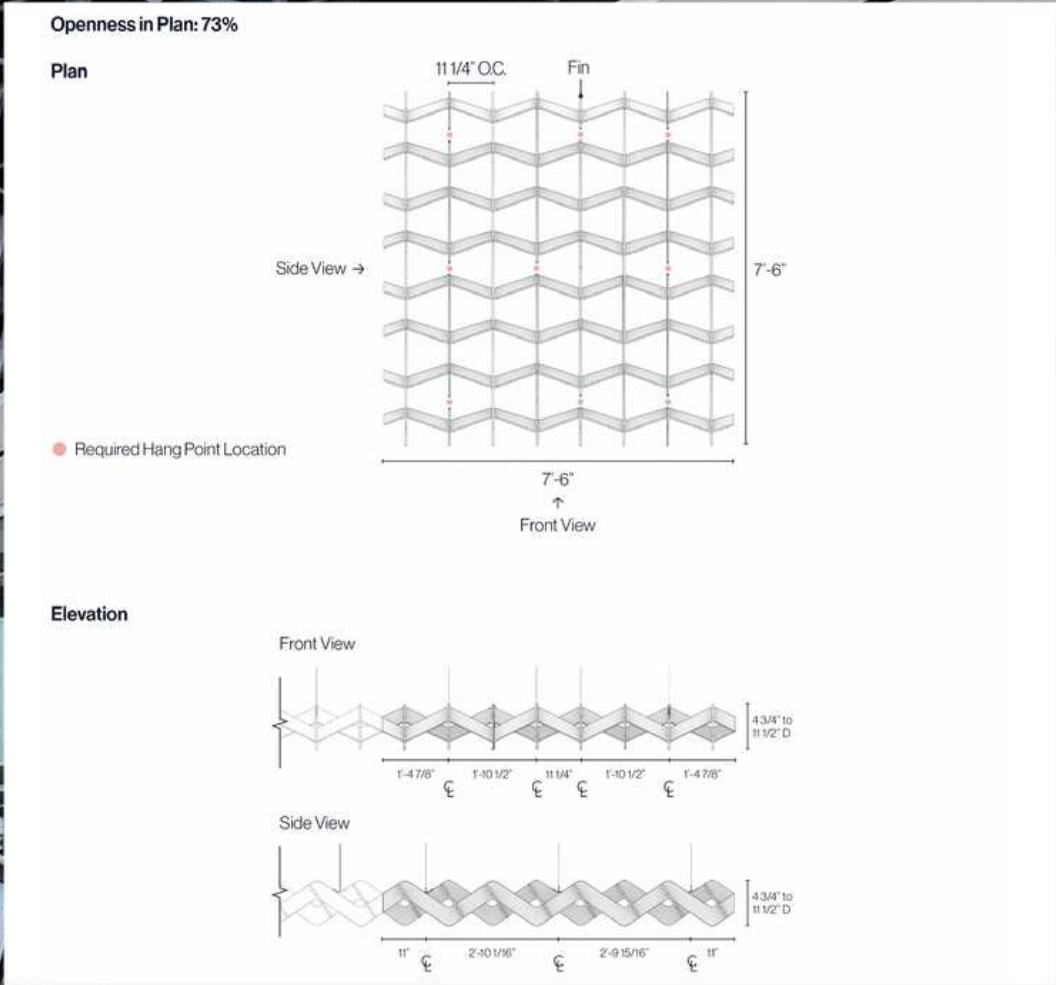 Openness in Plan: 73%
Plan
11 1/4" O.C.
Fin
Side View →
7'-6"
Required Hang Point Location
7'-6"
↑
Front View
Elevation
Front View
4 3/4" to
11 1/2" D
1'-4 7/8"
1'-10 1/2"
11 1/4"
1'-10 1/2"
1'-4 7/8"
℄ ℄ ℄ ℄
Side View
4 3/4" to
11 1/2" D
11"
2'-10 1/16"
2'-9 15/16"
11"
℄ ℄ ℄